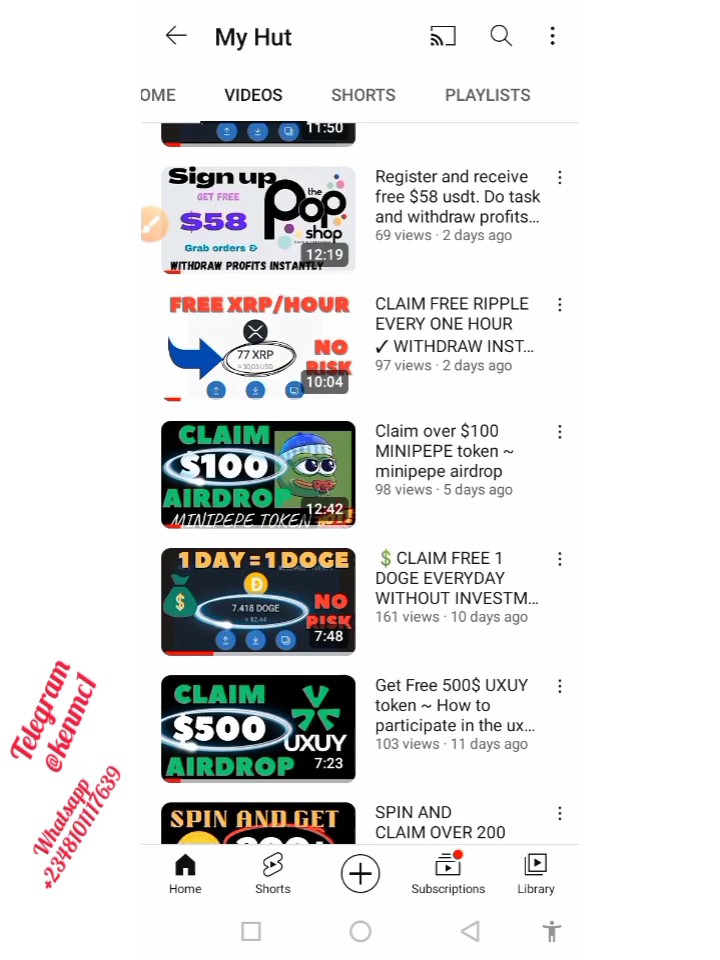 My Hut
OME VIDEOS SHORTS PLAYLISTS
11:50
Sign up
GET FREE
$58
Grab orders &
WITHDRAW PROFITS INSTANTLY
the
Pop
shop
12:19
Register and receive
free $58 usdt. Do task
and withdraw profits...
69 views · 2 days ago
FREE XRP/HOUR
77 XRP
≈ 30,03 USD
NO
RISK
10:04
CLAIM FREE RIPPLE
EVERY ONE HOUR
✓ WITHDRAW INST...
97 views · 2 days ago
CLAIM
$100
AIRDROP
MINIPEPE TOKEN
12:42
Claim over $100
MINIPEPE token ~
minipepe airdrop
98 views · 5 days ago
1 DAY = 1 DOGE
7.418 DOGE
≈ $2,44
NO
RISK
7:48
💲CLAIM FREE 1
DOGE EVERYDAY
WITHOUT INVESTM...
161 views · 10 days ago
CLAIM
$500
AIRDROP
UXUY
7:23
Get Free 500$ UXUY
token ~ How to
participate in the ux...
103 views · 11 days ago
SPIN AND GET
SPIN AND
CLAIM OVER 200
Home Shorts Subscriptions Library
Telegram
@kenmc1
Whatsapp
+2348101117639